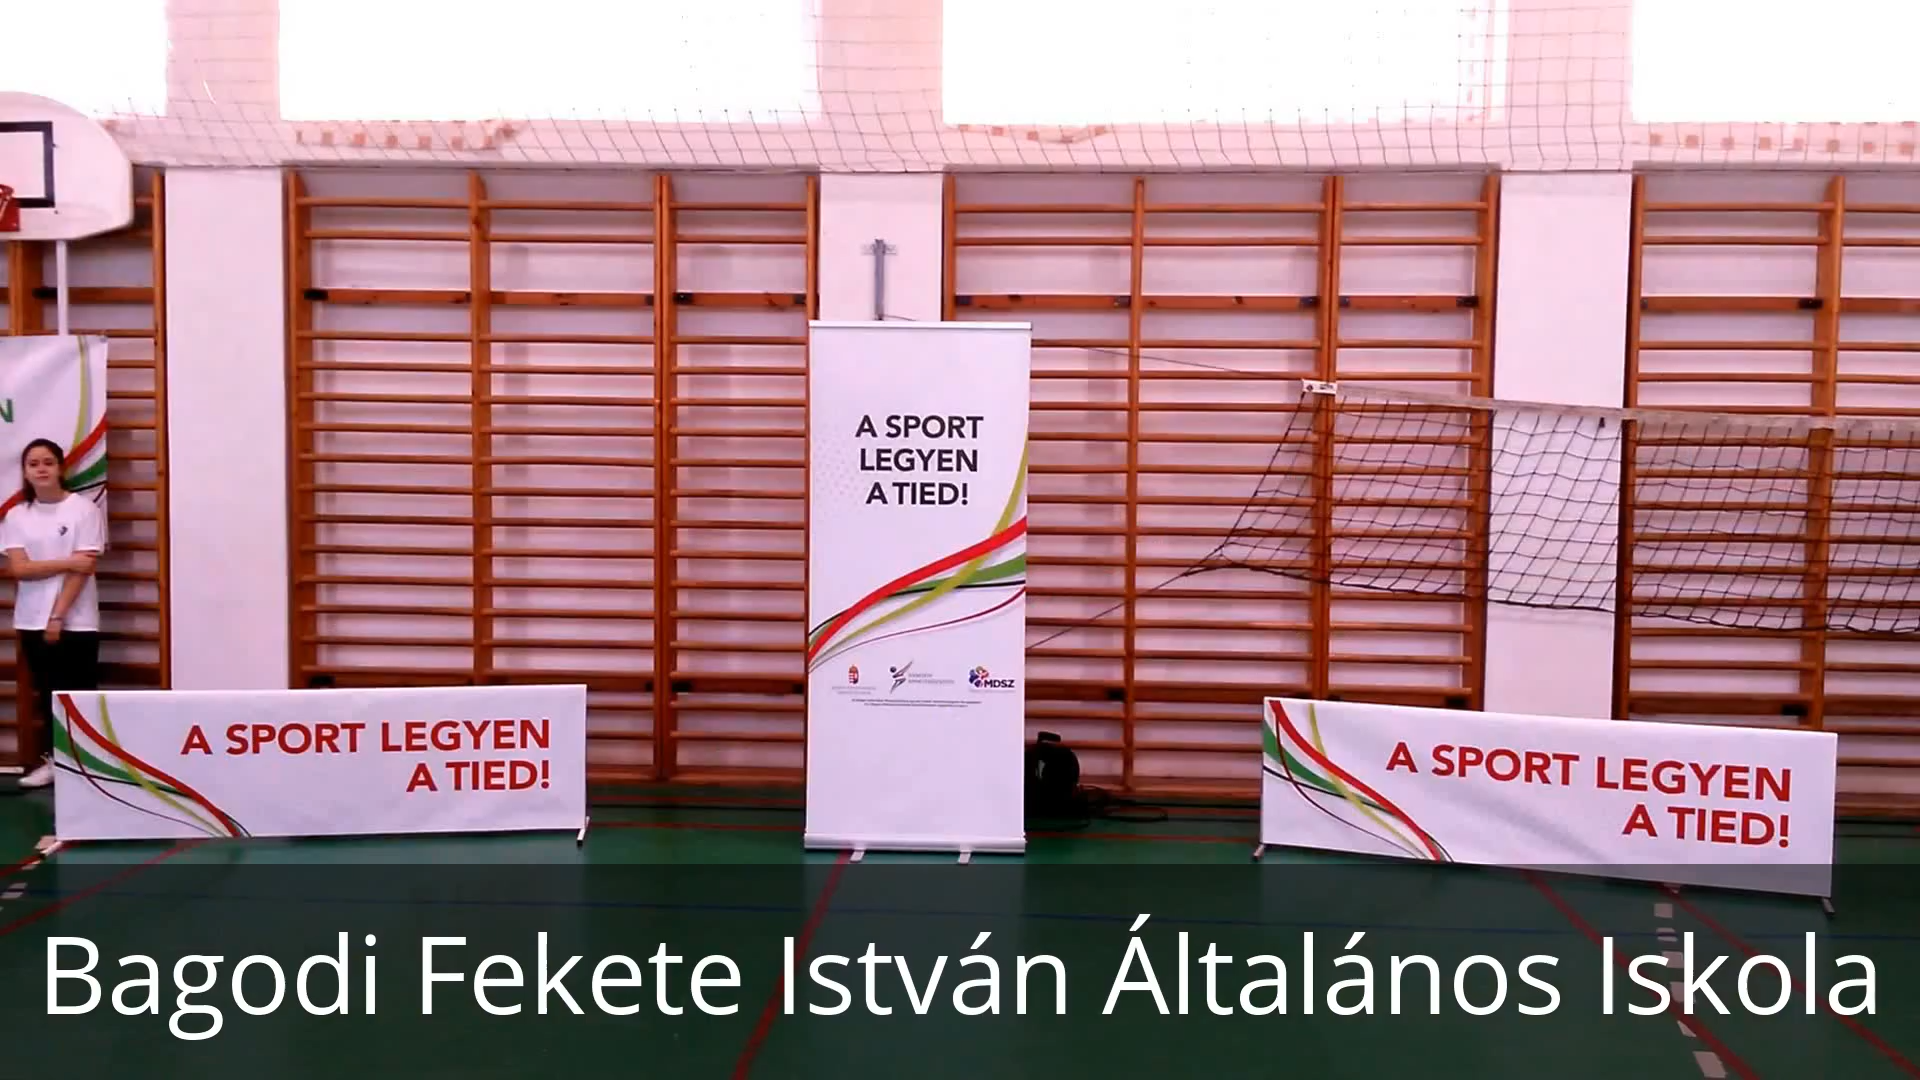 N
A SPORT
LEGYEN
A TIED!
MDSZ
A SPORT LEGYEN
A TIED!
A SPORT LEGYEN
A TIED!
Bagodi Fekete István Általános Iskola